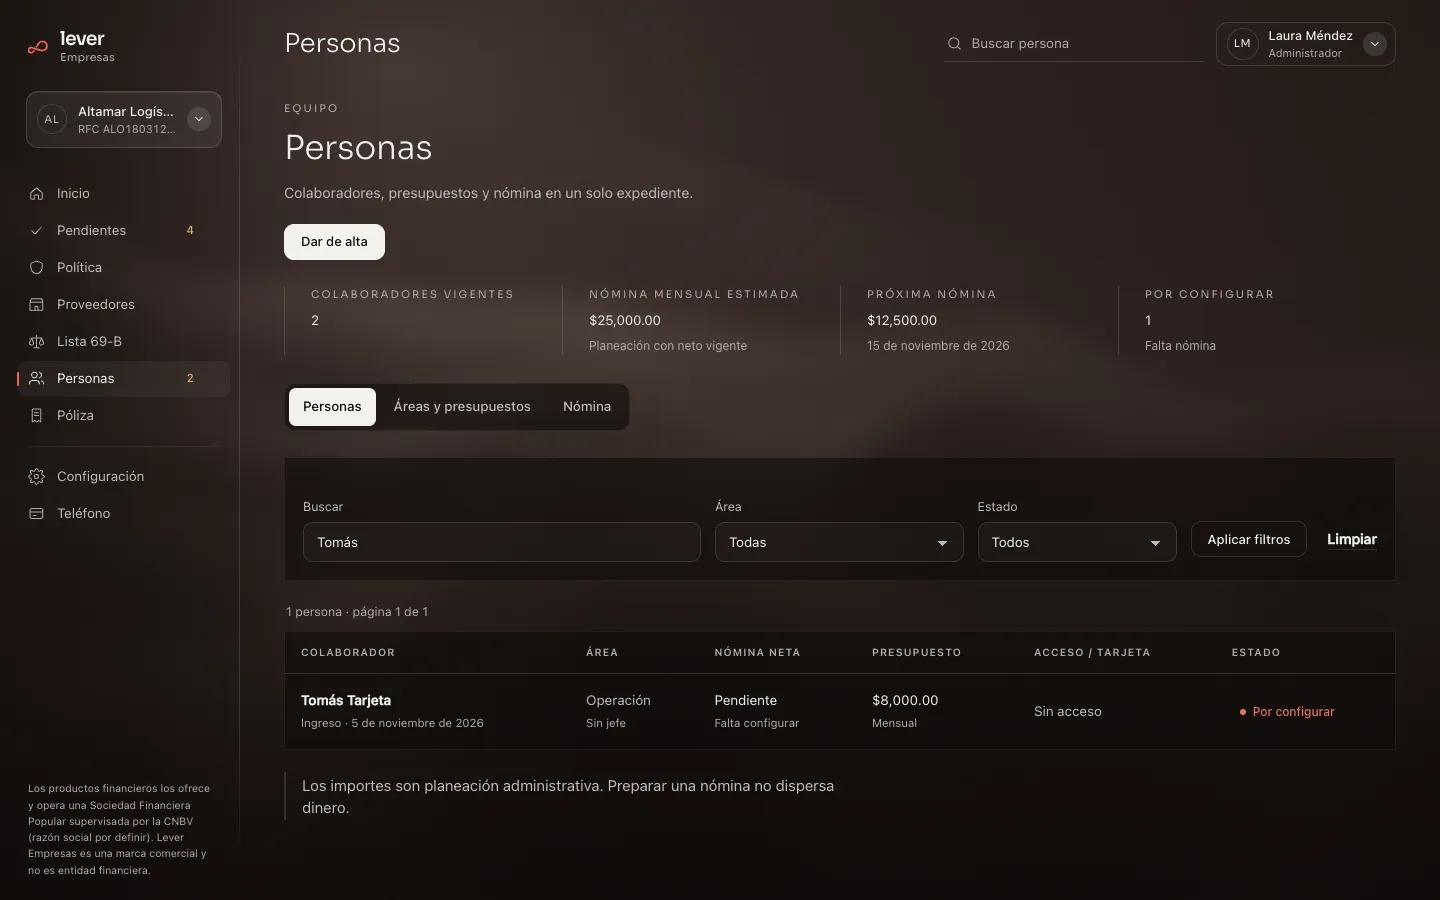 lever
Empresas
Personas
Buscar persona
LM
Laura Méndez
Administrador
AL
Altamar Logís...
RFC ALO180312...
Inicio
Pendientes 4
Política
Proveedores
Lista 69-B
Personas 2
Póliza
Configuración
Teléfono
Los productos financieros los ofrece
y opera una Sociedad Financiera
Popular supervisada por la CNBV
(razón social por definir). Lever
Empresas es una marca comercial y
no es entidad financiera.
EQUIPO
Personas
Colaboradores, presupuestos y nómina en un solo expediente.
Dar de alta
COLABORADORES VIGENTES
2
NÓMINA MENSUAL ESTIMADA
$25,000.00
Planeación con neto vigente
PRÓXIMA NÓMINA
$12,500.00
15 de noviembre de 2026
POR CONFIGURAR
1
Falta nómina
Personas Áreas y presupuestos Nómina
Buscar
Tomás
Área
Todas
Estado
Todos
Aplicar filtros
Limpiar
1 persona · página 1 de 1
COLABORADOR ÁREA NÓMINA NETA PRESUPUESTO ACCESO / TARJETA ESTADO
Tomás Tarjeta Operación Pendiente $8,000.00 Sin acceso Por configurar
Ingreso · 5 de noviembre de 2026 Sin jefe Falta configurar Mensual
Los importes son planeación administrativa. Preparar una nómina no dispersa
dinero.